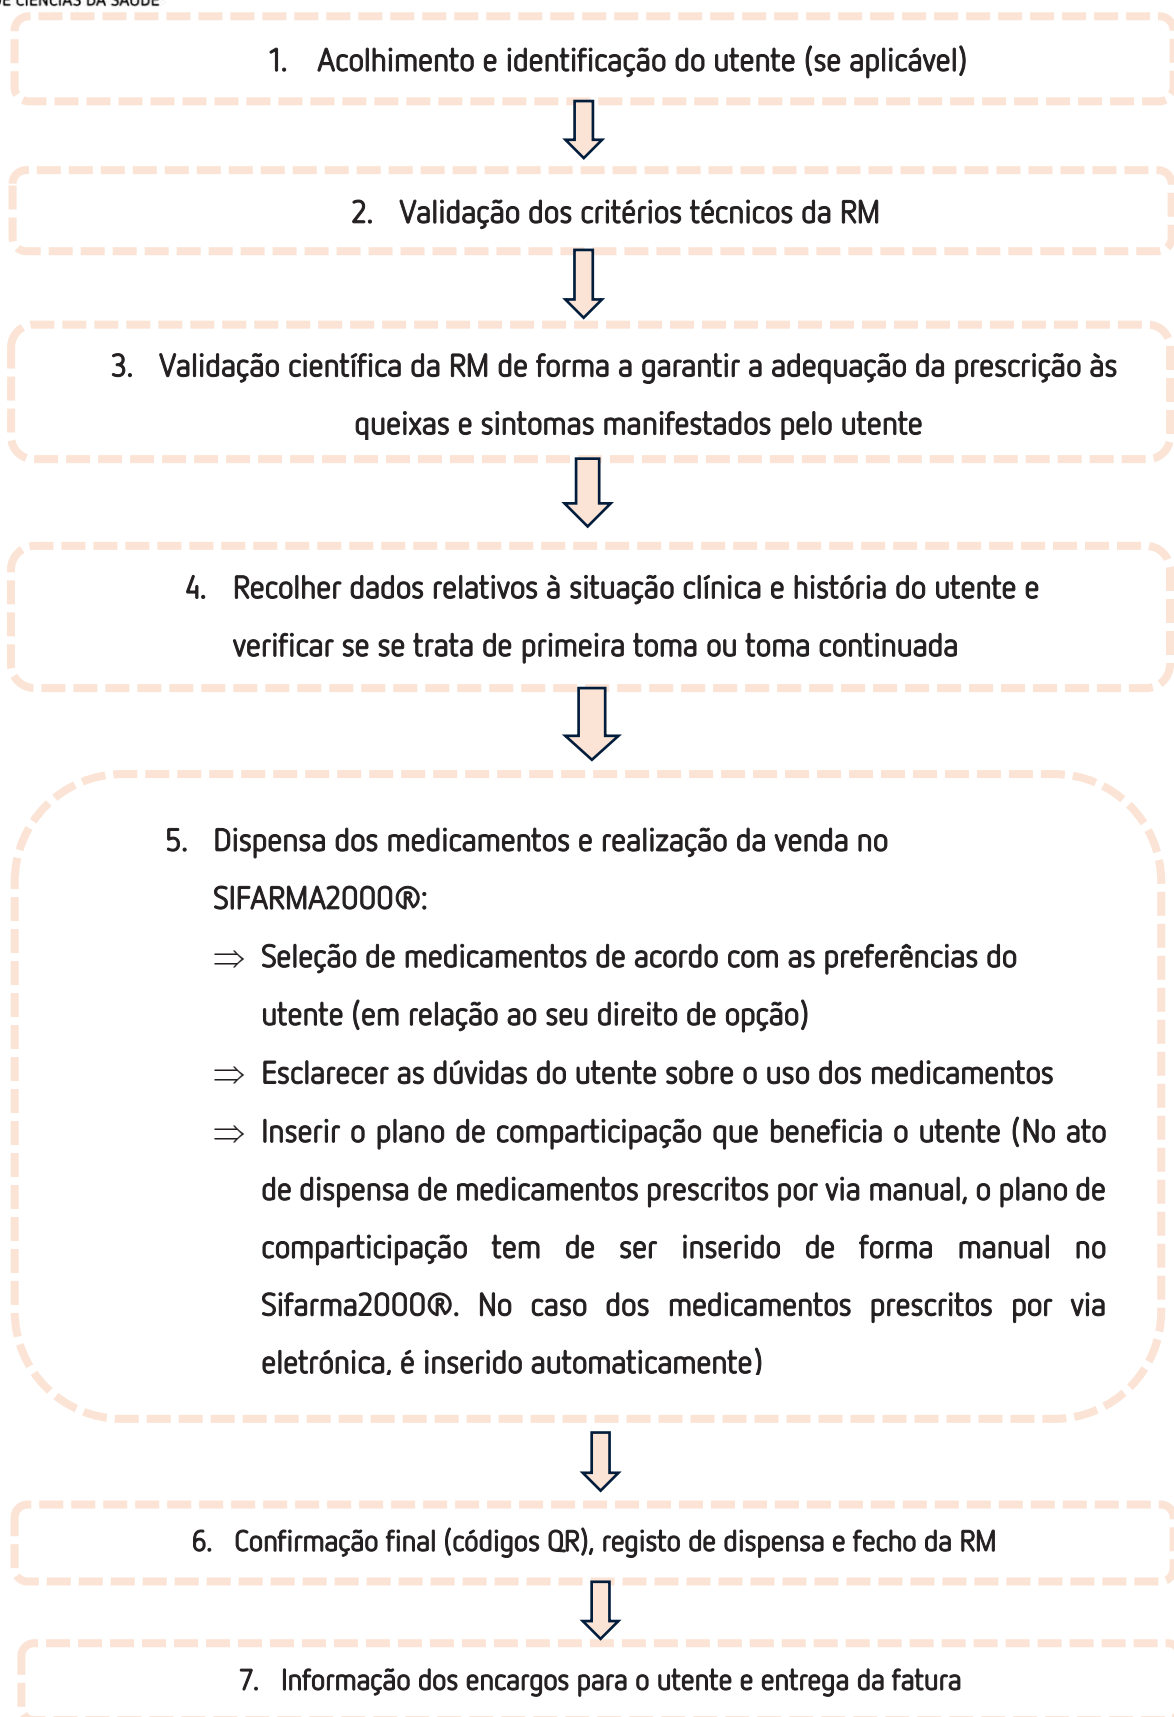 DE CIÊNCIAS DA SAÚDE
1. Acolhimento e identificação do utente (se aplicável)
2. Validação dos critérios técnicos da RM
3. Validação científica da RM de forma a garantir a adequação da prescrição às
queixas e sintomas manifestados pelo utente
4. Recolher dados relativos à situação clínica e história do utente e
verificar se se trata de primeira toma ou toma continuada
5. Dispensa dos medicamentos e realização da venda no
SIFARMA2000®:
⇒ Seleção de medicamentos de acordo com as preferências do
utente (em relação ao seu direito de opção)
⇒ Esclarecer as dúvidas do utente sobre o uso dos medicamentos
⇒ Inserir o plano de comparticipação que beneficia o utente (No ato
de dispensa de medicamentos prescritos por via manual, o plano de
comparticipação tem de ser inserido de forma manual no
Sifarma2000®. No caso dos medicamentos prescritos por via
eletrónica, é inserido automaticamente)
6. Confirmação final (códigos QR), registo de dispensa e fecho da RM
7. Informação dos encargos para o utente e entrega da fatura